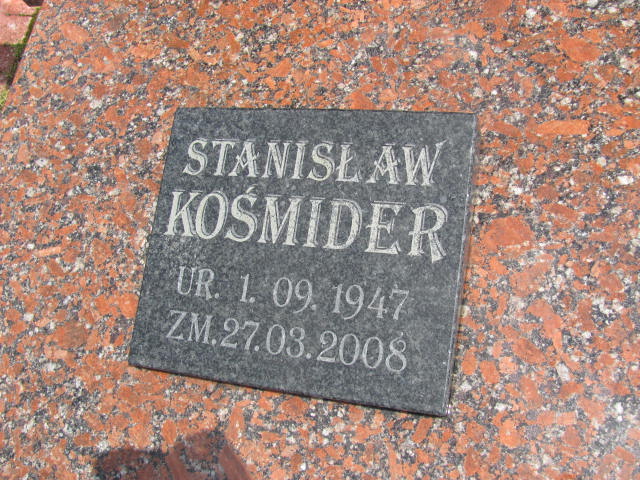 STANISŁAW
KOŚMIDER
UR. 1. 09. 1947
ZM. 27. 03. 2008